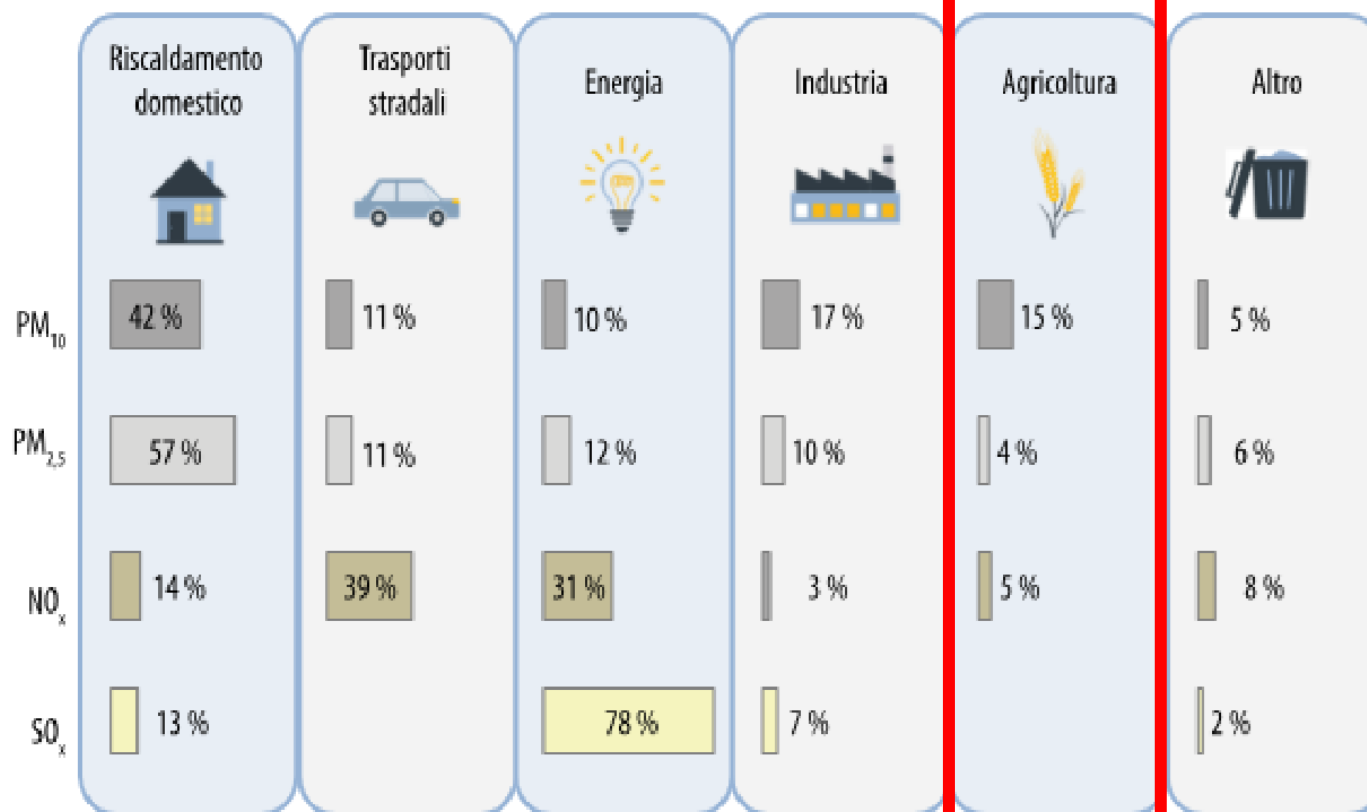 Riscaldamento
domestico
Trasporti
stradali
Energia
Industria
Agricoltura
Altro
PM₁₀ 42 % 11 % 10 % 17 % 15 % 5 %
PM₂,₅ 57 % 11 % 12 % 10 % 4 % 6 %
NOₓ 14 % 39 % 31 % 3 % 5 % 8 %
SOₓ 13 % 78 % 7 % 2 %